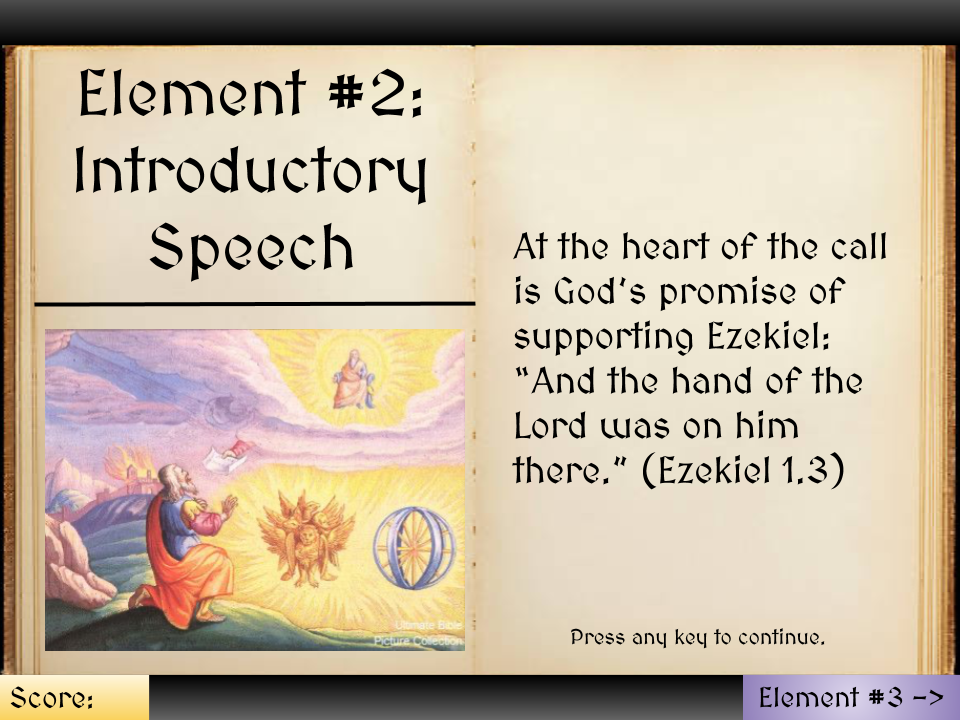 Element #2:
Introductory
Speech
At the heart of the call
is God's promise of
supporting Ezekiel:
"And the hand of the
Lord was on him
there." (Ezekiel 1.3)
Ultimate Bible
Picture Collection
Press any key to continue.
Score:
Element #3 ->